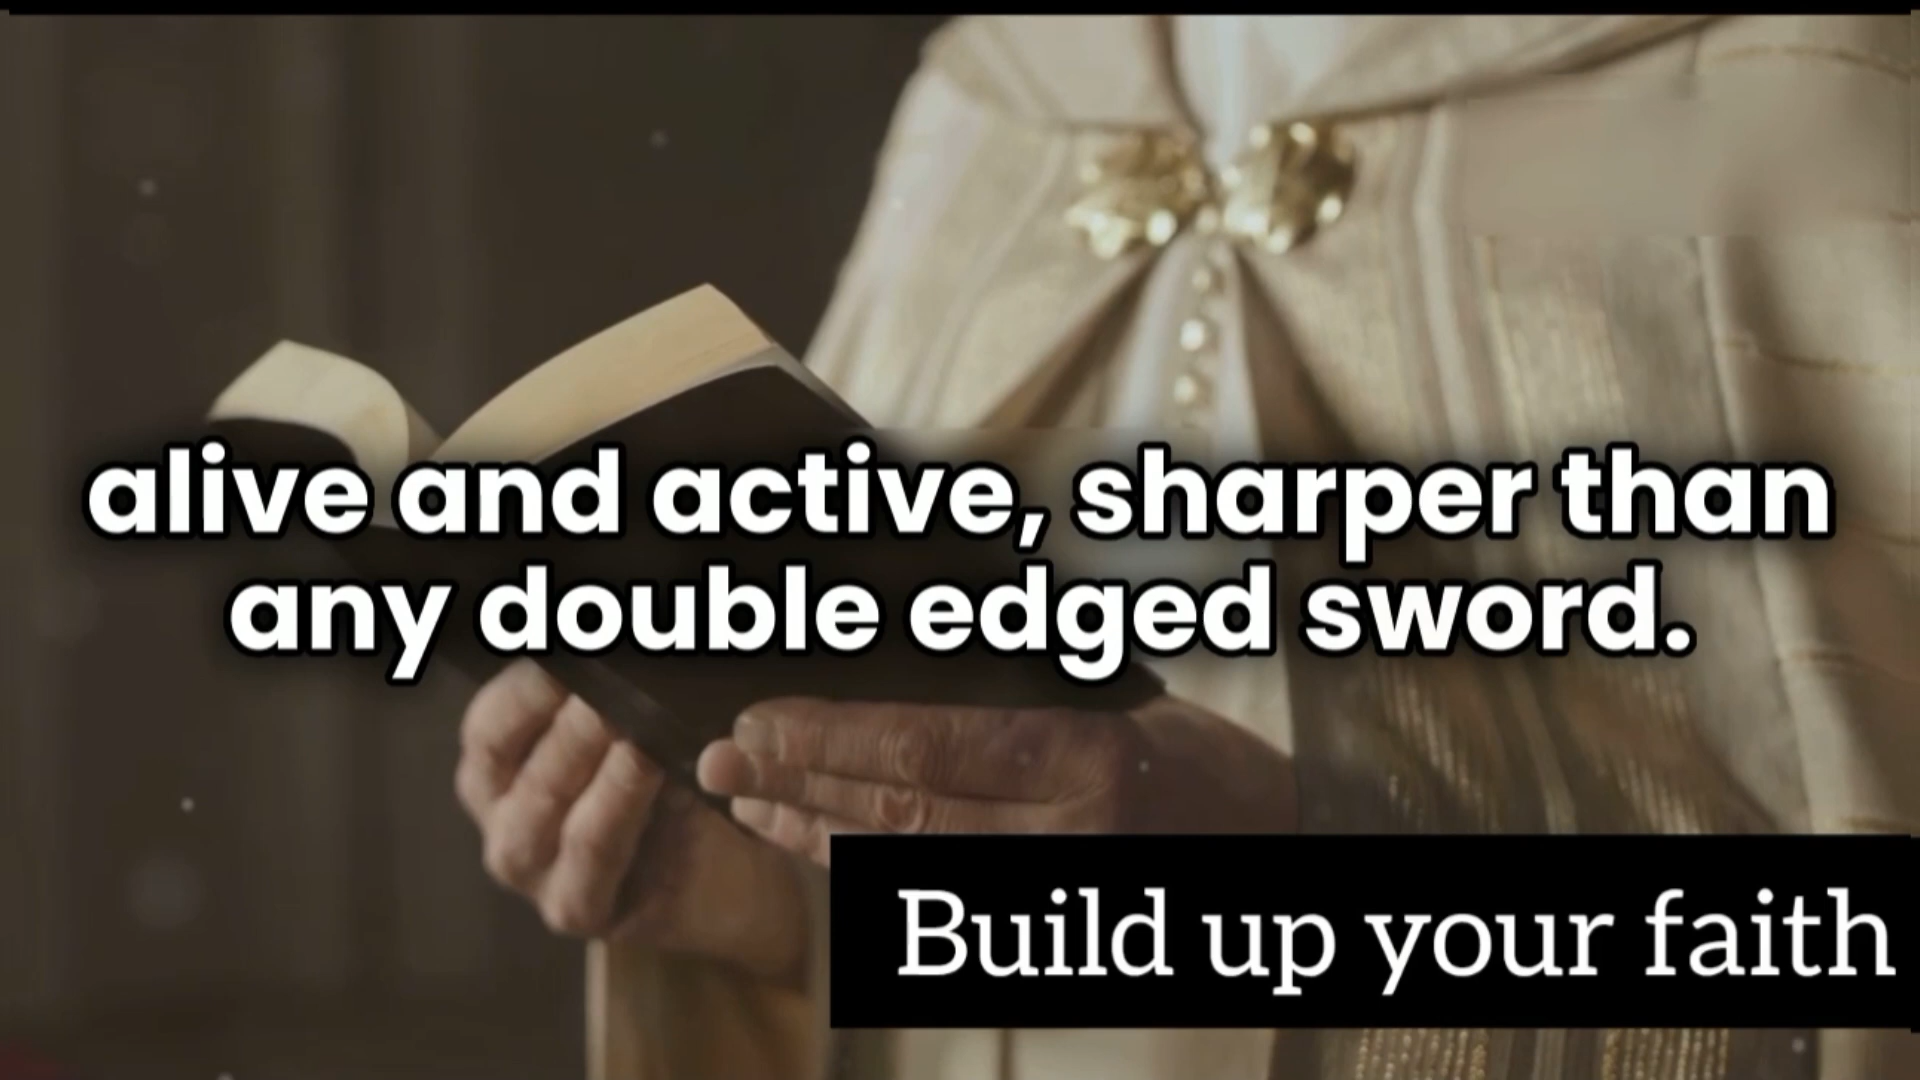 alive and active, sharper than
any double edged sword.
Build up your faith